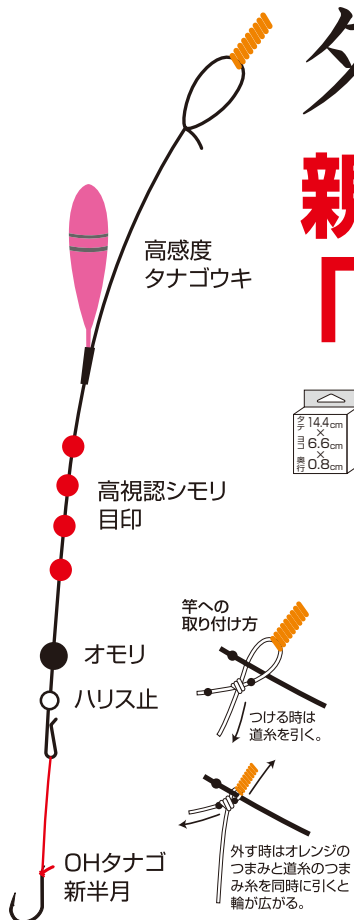 高感度
タナゴウキ
高視認シモリ
目印
オモリ
ハリス止
OHタナゴ
新半月
親
「
タテ 14.4cm
×
ヨコ 6.6cm
×
奥行 0.8cm
竿への
取り付け方
つける時は
道糸を引く。
外す時はオレンジの
つまみと道糸のつま
み糸を同時に引くと
輪が広がる。